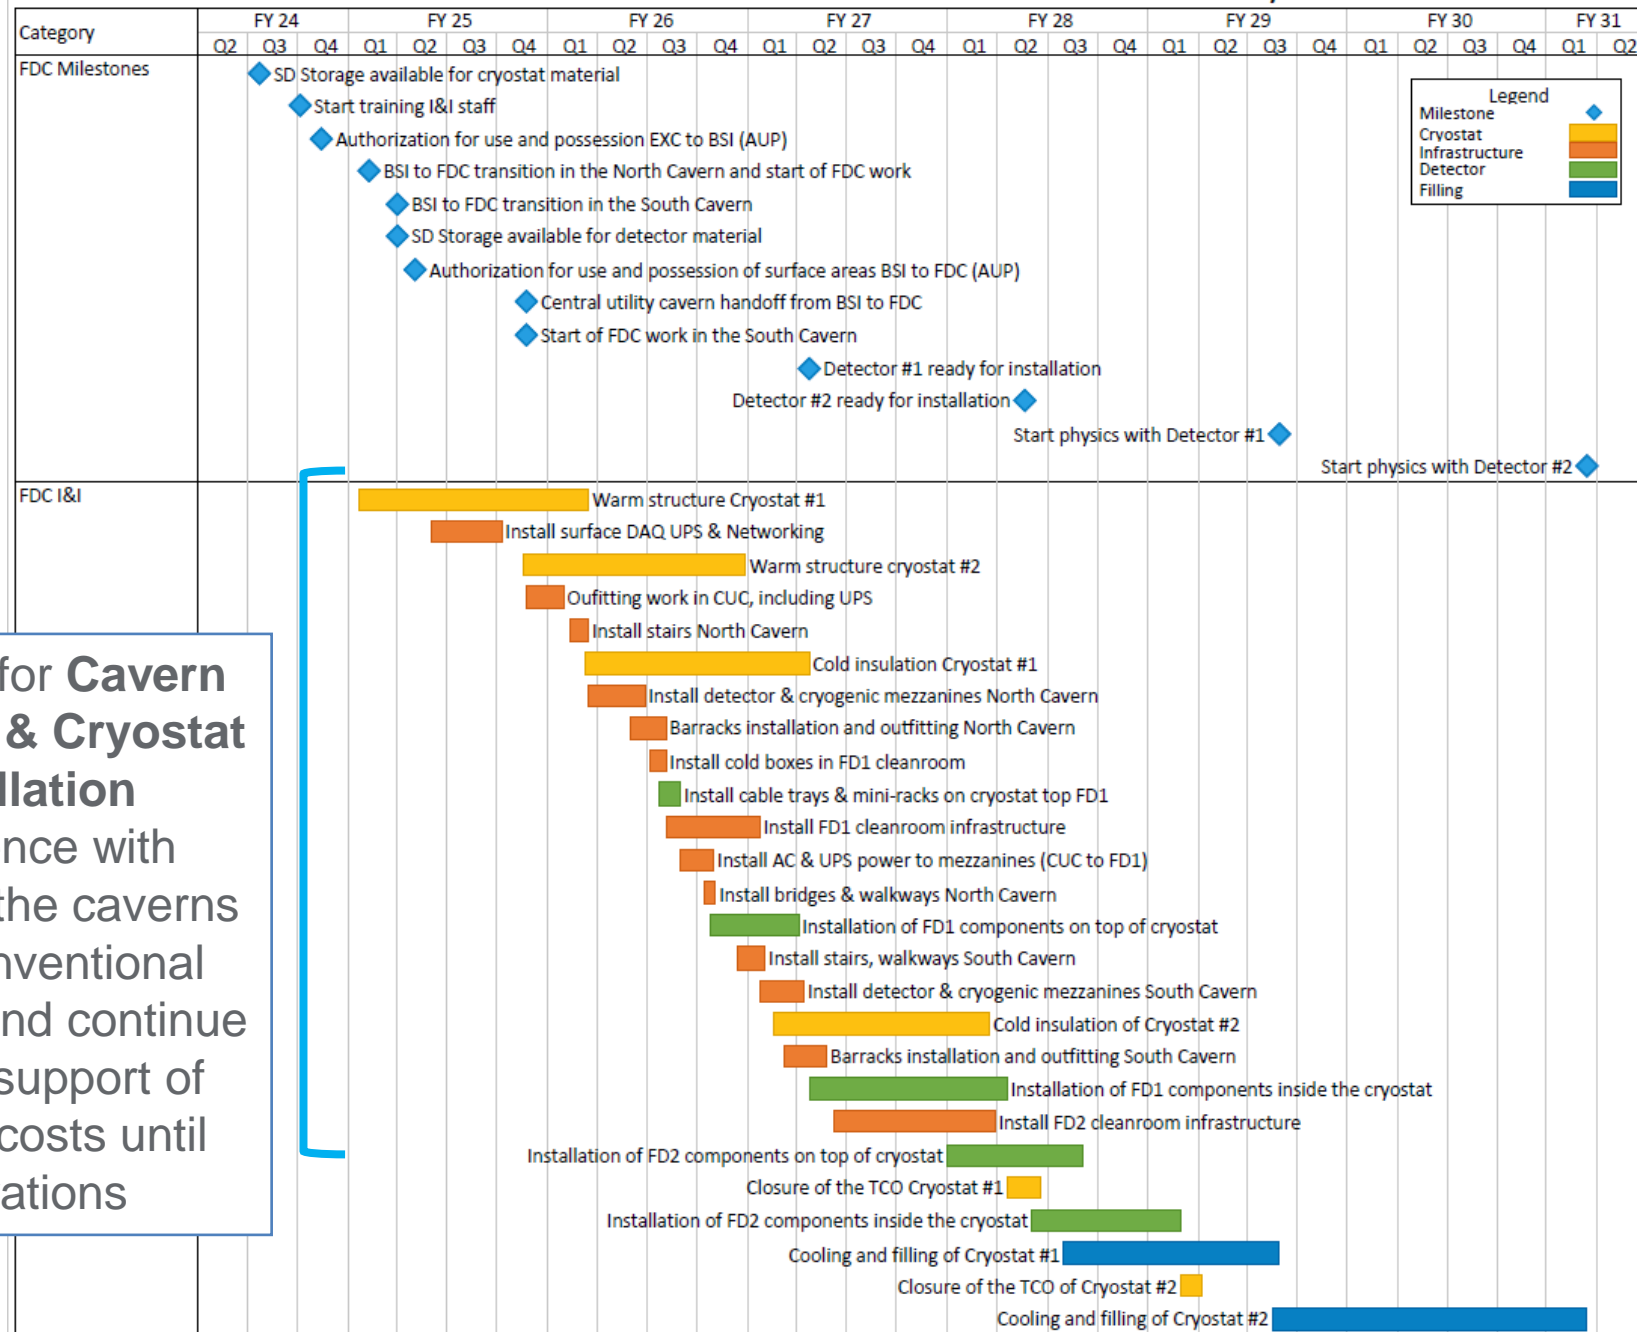 Category FY 24 FY 25 FY 26 FY 27 FY 28 FY 29 FY 30 FY 31
Q2 Q3 Q4 Q1 Q2 Q3 Q4 Q1 Q2 Q3 Q4 Q1 Q2 Q3 Q4 Q1 Q2 Q3 Q4 Q1 Q2 Q3 Q4 Q1 Q2 Q3 Q4 Q1 Q2
FDC Milestones
SD Storage available for cryostat material
Start training I&I staff
Authorization for use and possession EXC to BSI (AUP)
BSI to FDC transition in the North Cavern and start of FDC work
BSI to FDC transition in the South Cavern
SD Storage available for detector material
Authorization for use and possession of surface areas BSI to FDC (AUP)
Central utility cavern handoff from BSI to FDC
Start of FDC work in the South Cavern
Detector #1 ready for installation
Detector #2 ready for installation
Start physics with Detector #1
Start physics with Detector #2
Legend
Milestone
Cryostat
Infrastructure
Detector
Filling
FDC I&I
Warm structure Cryostat #1
Install surface DAQ UPS & Networking
Warm structure cryostat #2
Oufitting work in CUC, including UPS
Install stairs North Cavern
Cold insulation Cryostat #1
Install detector & cryogenic mezzanines North Cavern
Barracks installation and outfitting North Cavern
Install cold boxes in FD1 cleanroom
Install cable trays & mini-racks on cryostat top FD1
Install FD1 cleanroom infrastructure
Install AC & UPS power to mezzanines (CUC to FD1)
Install bridges & walkways North Cavern
Installation of FD1 components on top of cryostat
Install stairs, walkways South Cavern
Install detector & cryogenic mezzanines South Cavern
Cold insulation of Cryostat #2
Barracks installation and outfitting South Cavern
Installation of FD1 components inside the cryostat
Install FD2 cleanroom infrastructure
Installation of FD2 components on top of cryostat
Closure of the TCO Cryostat #1
Installation of FD2 components inside the cryostat
Cooling and filling of Cryostat #1
Closure of the TCO of Cryostat #2
Cooling and filling of Cryostat #2
for Cavern
& Cryostat
llation
nce with
the caverns
nventional
nd continue
support of
costs until
ations